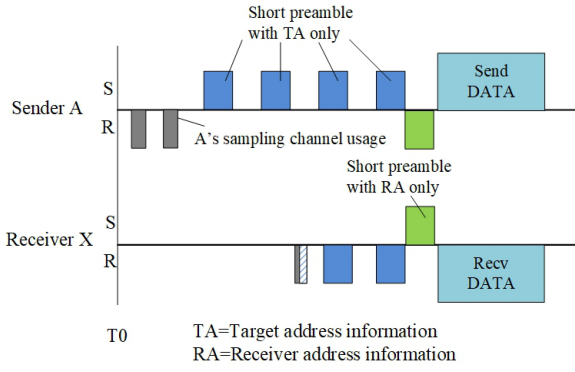 Short preamble
with TA only
S
Send
DATA
Sender A
R
A's sampling channel usage
Short preamble
with RA only
S
Receiver X
R
Recv
DATA
T0
TA=Target address information
RA=Receiver address information